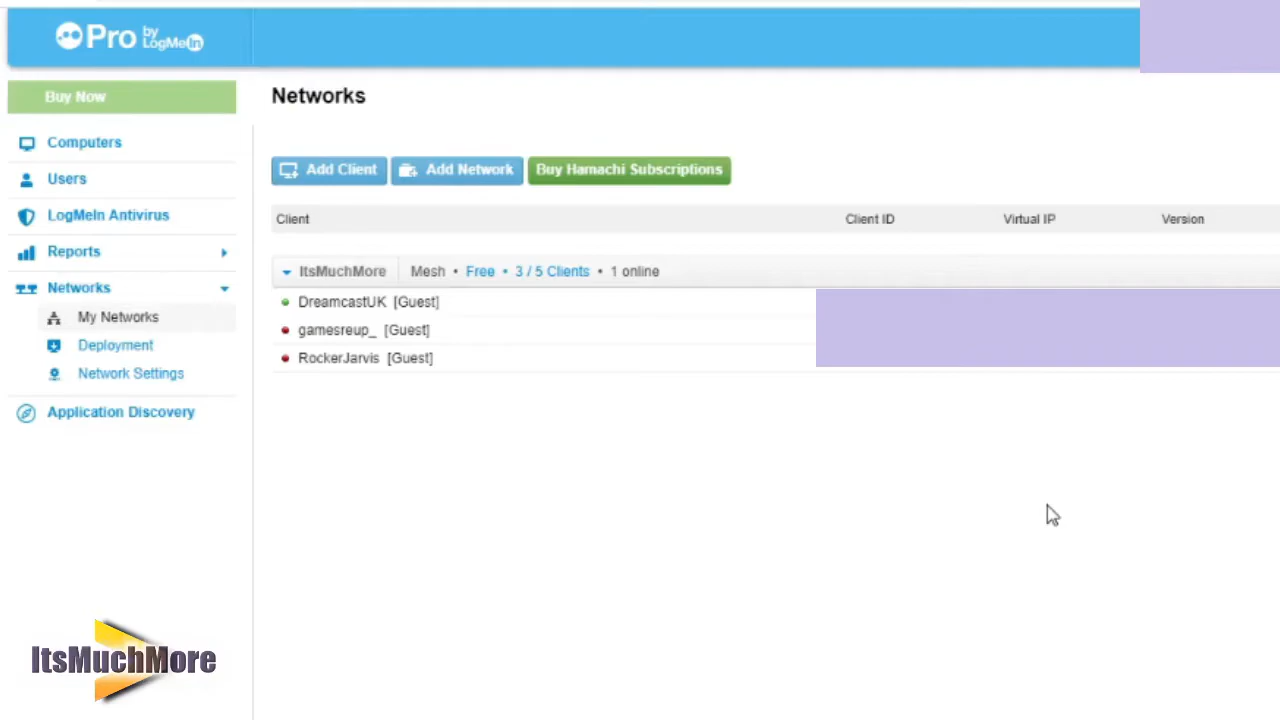 Pro by LogMeIn
Buy Now
Computers
Users
LogMeIn Antivirus
Reports
Networks
My Networks
Deployment
Network Settings
Application Discovery
Networks
Add Client Add Network Buy Hamachi Subscriptions
Client Client ID Virtual IP Version
ItsMuchMore Mesh • Free • 3 / 5 Clients • 1 online
DreamcastUK [Guest]
gamesreup_ [Guest]
RockerJarvis [Guest]
ItsMuchMore